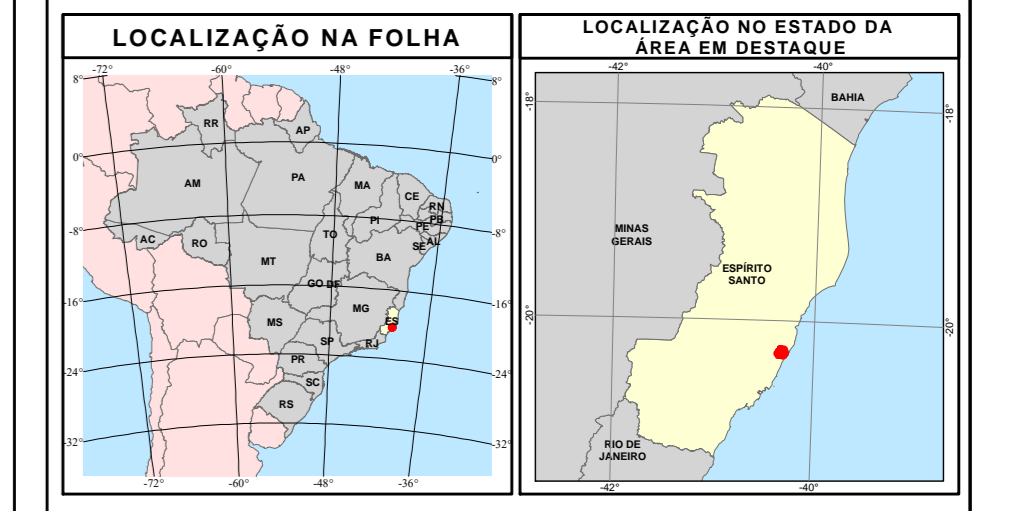 LOCALIZAÇÃO NA FOLHA
-72° -60° -48° -36°
8° 8°
RR
AP
0° 0°
AM PA MA CE
RN
PB
PI PE
-8° -8°
AC RO TO SE AL
MT BA
GO DF
-16° -16°
MG
MS ES
SP RJ
PR
-24° -24°
SC
RS
-32° -32°
-72° -60° -48° -36°
LOCALIZAÇÃO NO ESTADO DA
ÁREA EM DESTAQUE
-42° -40°
-18° -18°
BAHIA
MINAS
GERAIS
ESPÍRITO
SANTO
-20° -20°
RIO DE
JANEIRO
-42° -40°